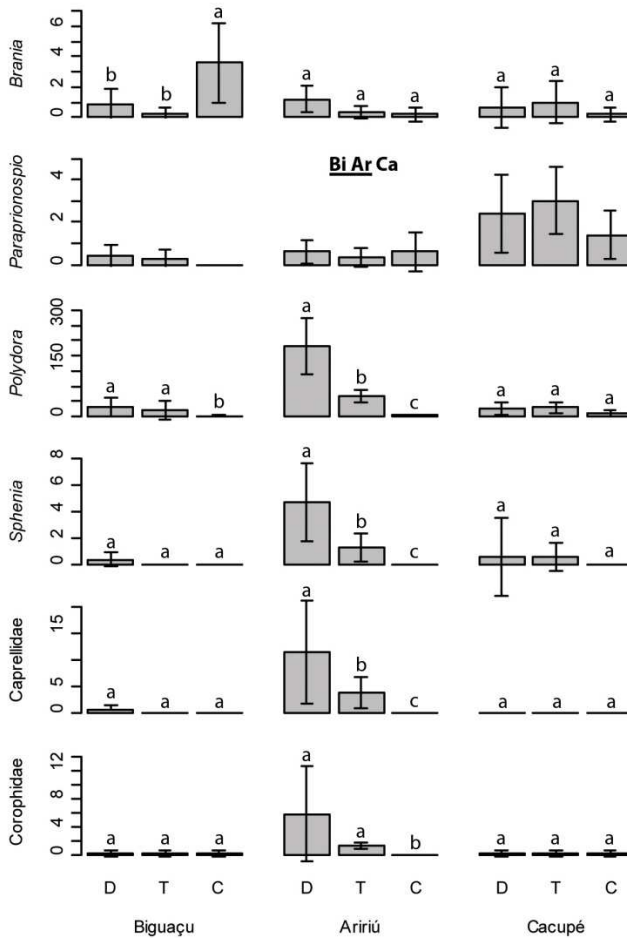 Brania
0 2 4 6
b b a
a a a
a a a
Paraprionospio
0 2 4
Bi Ar Ca
Polydora
0 150 300
a a b
a b c
a a a
Sphenia
0 2 4 6 8
a a a
a b c
a a a
Caprellidae
0 5 15
a a a
a b c
a a a
Corophidae
0 4 8 12
a a a
a a b
a a a
D T C D T C D T C
Biguaçu Aririú Cacupé